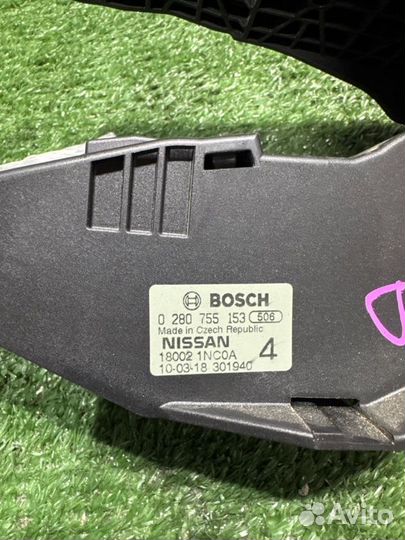 BOSCH
0 280 755 153 506
Made in Czech Republic
NISSAN
18002 1NC0A 4
10-03-18 301940
Avito